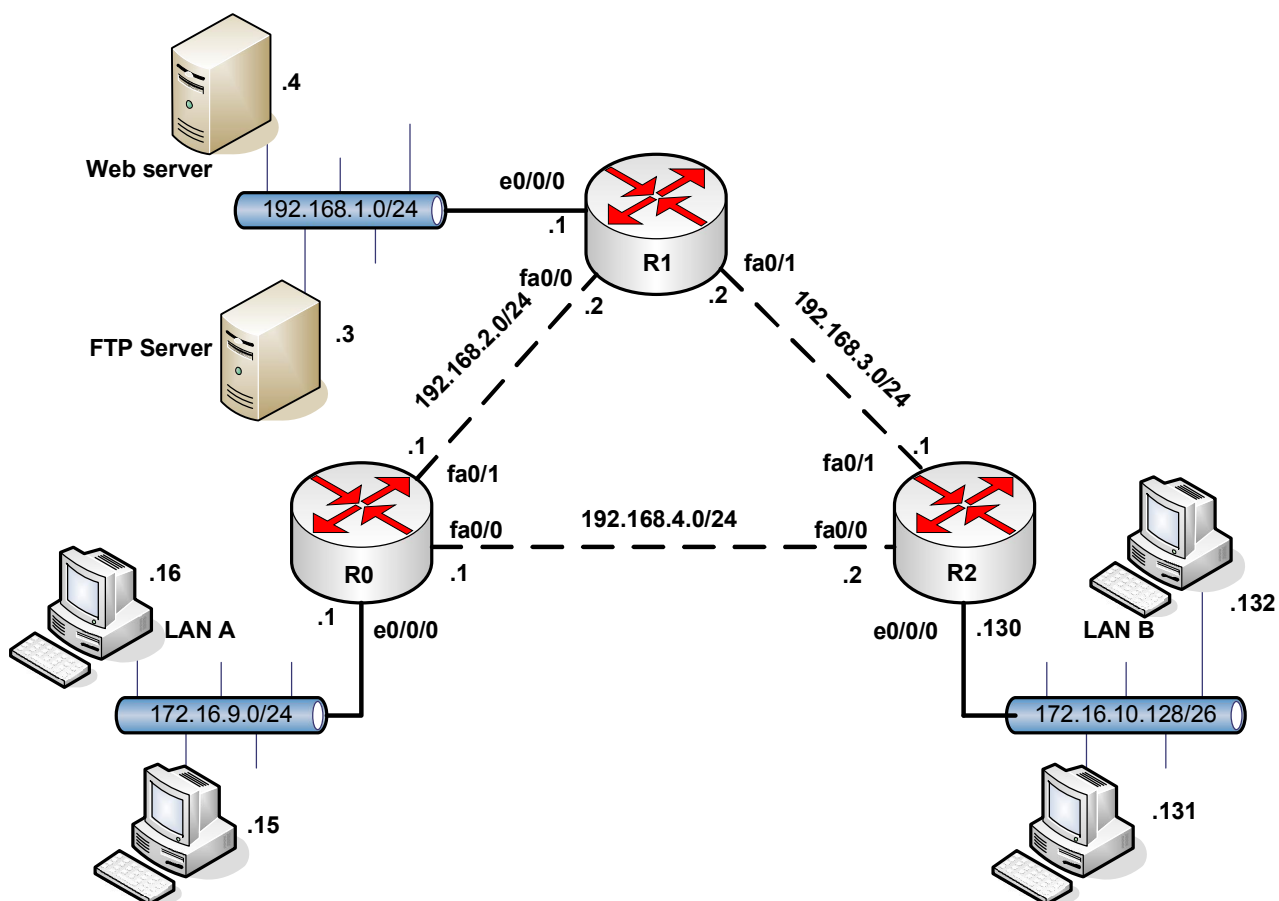 .4
Web server
e0/0/0
192.168.1.0/24
.1
R1
fa0/0
fa0/1
.2
.2
.3
FTP Server
192.168.2.0/24
192.168.3.0/24
.1
.1
fa0/1
fa0/1
192.168.4.0/24
fa0/0
fa0/0
R0
.1
.2
R2
.16
.132
.1
LAN A
e0/0/0
e0/0/0
.130
LAN B
172.16.9.0/24
172.16.10.128/26
.15
.131